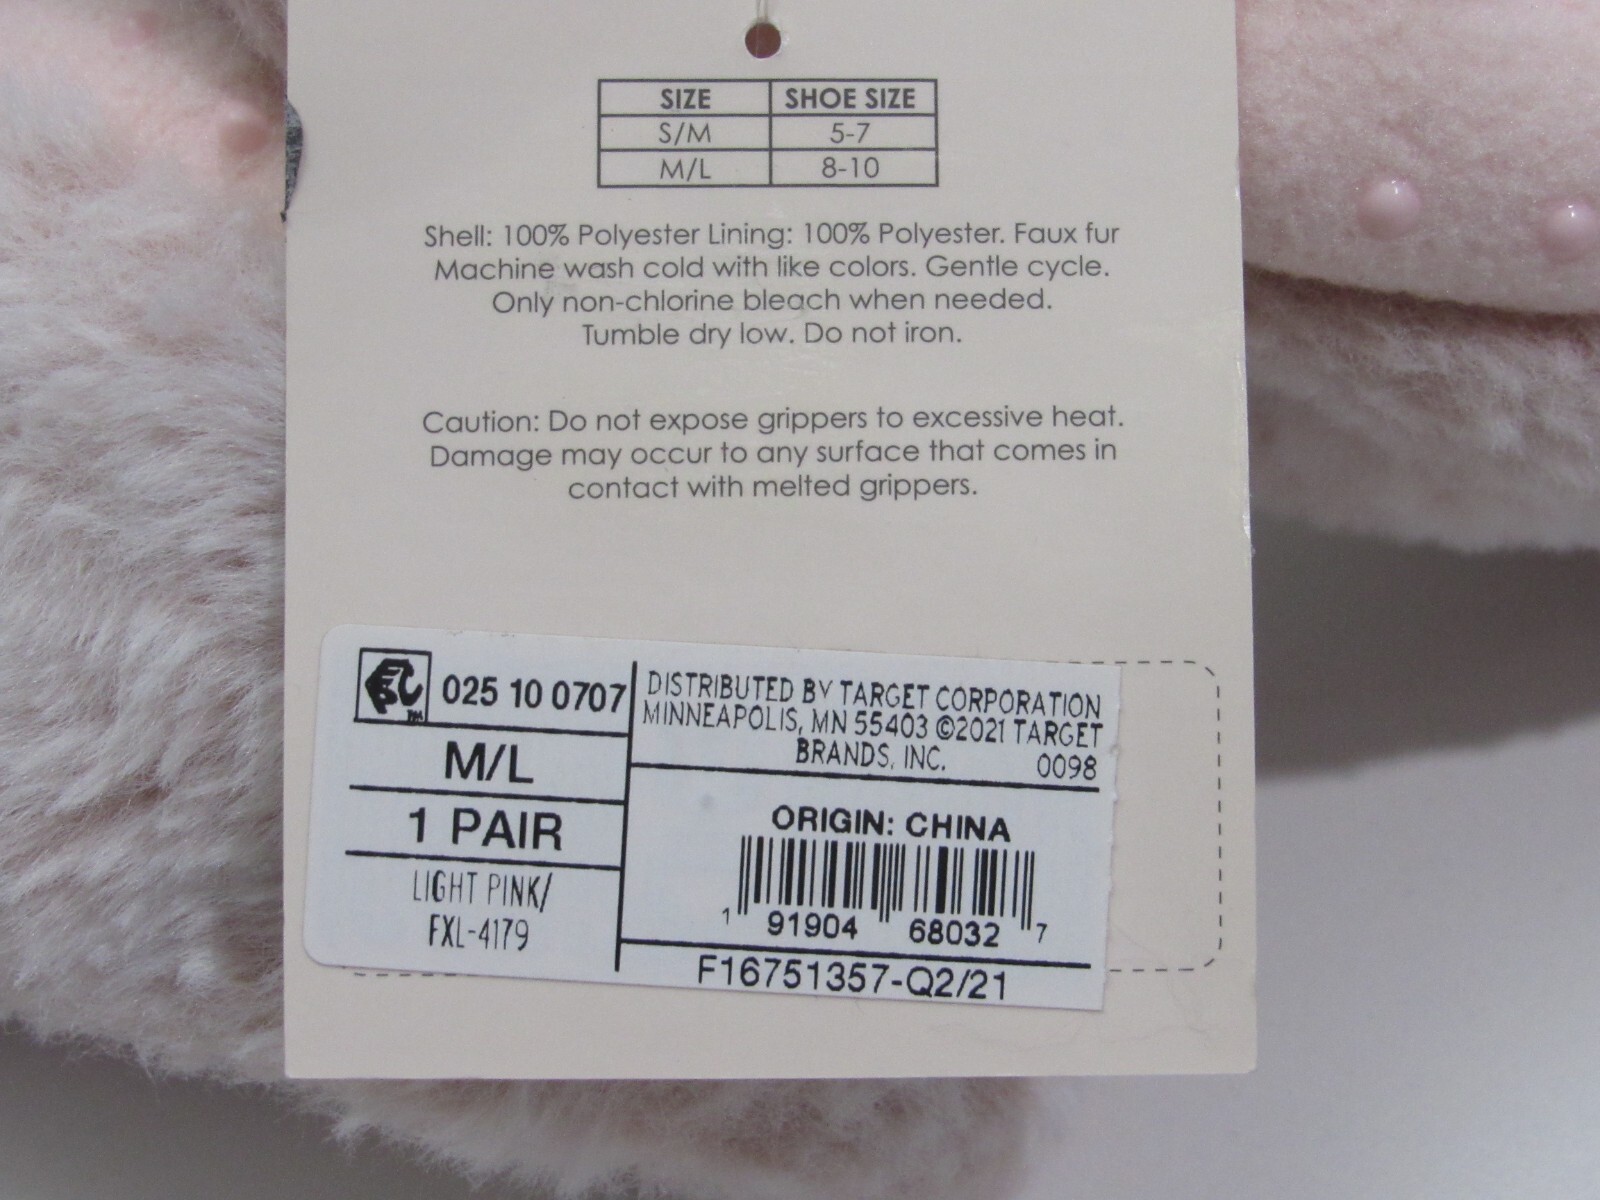 SIZE SHOE SIZE
S/M 5-7
M/L 8-10
Shell: 100% Polyester Lining: 100% Polyester. Faux fur
Machine wash cold with like colors. Gentle cycle.
Only non-chlorine bleach when needed.
Tumble dry low. Do not iron.
Caution: Do not expose grippers to excessive heat.
Damage may occur to any surface that comes in
contact with melted grippers.
025 10 0707
M/L
1 PAIR
LIGHT PINK/
FXL-4179
DISTRIBUTED BY TARGET CORPORATION
MINNEAPOLIS, MN 55403 ©2021 TARGET
BRANDS, INC. 0098
ORIGIN: CHINA
1 91904 68032 7
F16751357-Q2/21